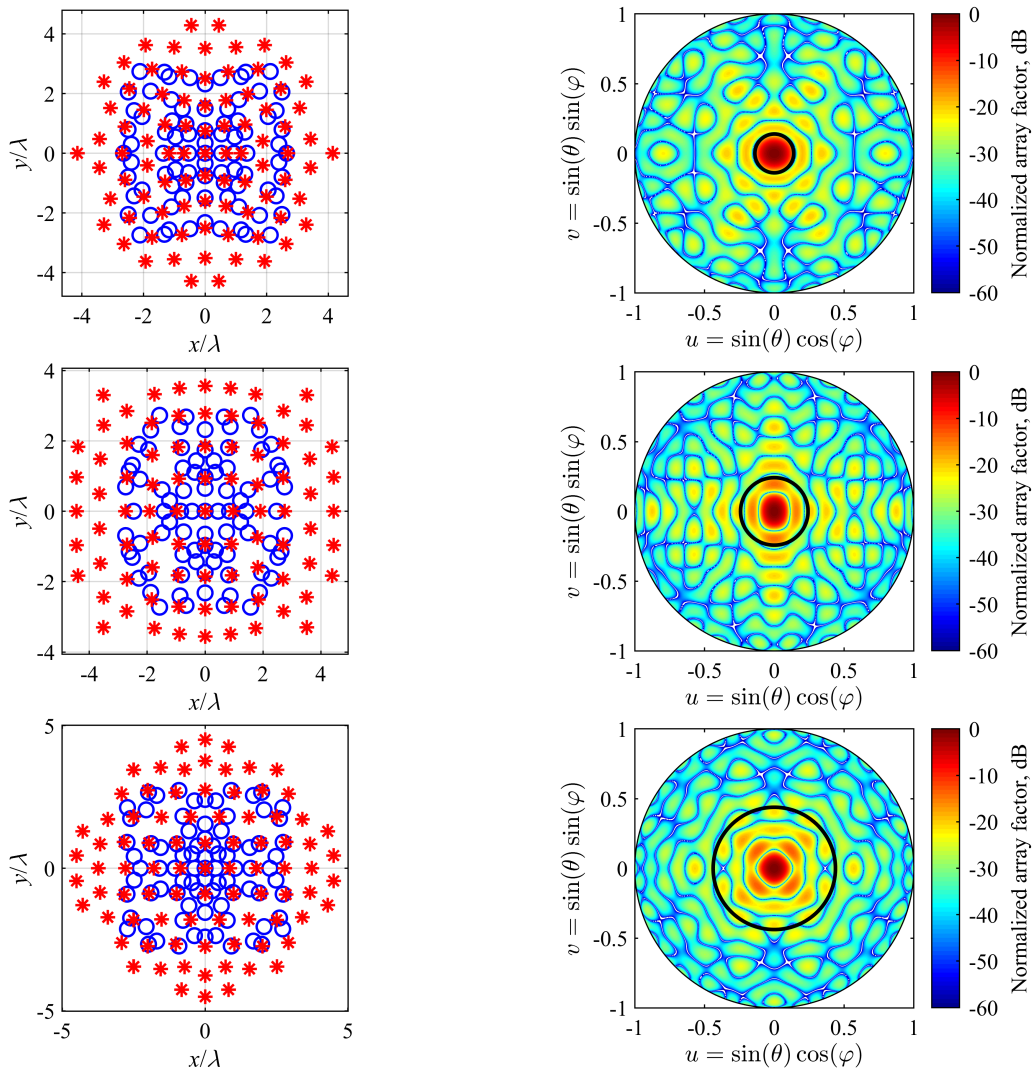 4
2
0
-2
-4
-4 -2 0 2 4
y/λ
x/λ
1
0.5
0
-0.5
-1
-1 -0.5 0 0.5 1
v = sin(θ) sin(φ)
u = sin(θ) cos(φ)
0
-10
-20
-30
-40
-50
-60
Normalized array factor, dB
4
2
0
-2
-4
-4 -2 0 2 4
y/λ
x/λ
1
0.5
0
-0.5
-1
-1 -0.5 0 0.5 1
v = sin(θ) sin(φ)
u = sin(θ) cos(φ)
0
-10
-20
-30
-40
-50
-60
Normalized array factor, dB
5
0
-5
-5 0 5
y/λ
x/λ
1
0.5
0
-0.5
-1
-1 -0.5 0 0.5 1
v = sin(θ) sin(φ)
u = sin(θ) cos(φ)
0
-10
-20
-30
-40
-50
-60
Normalized array factor, dB